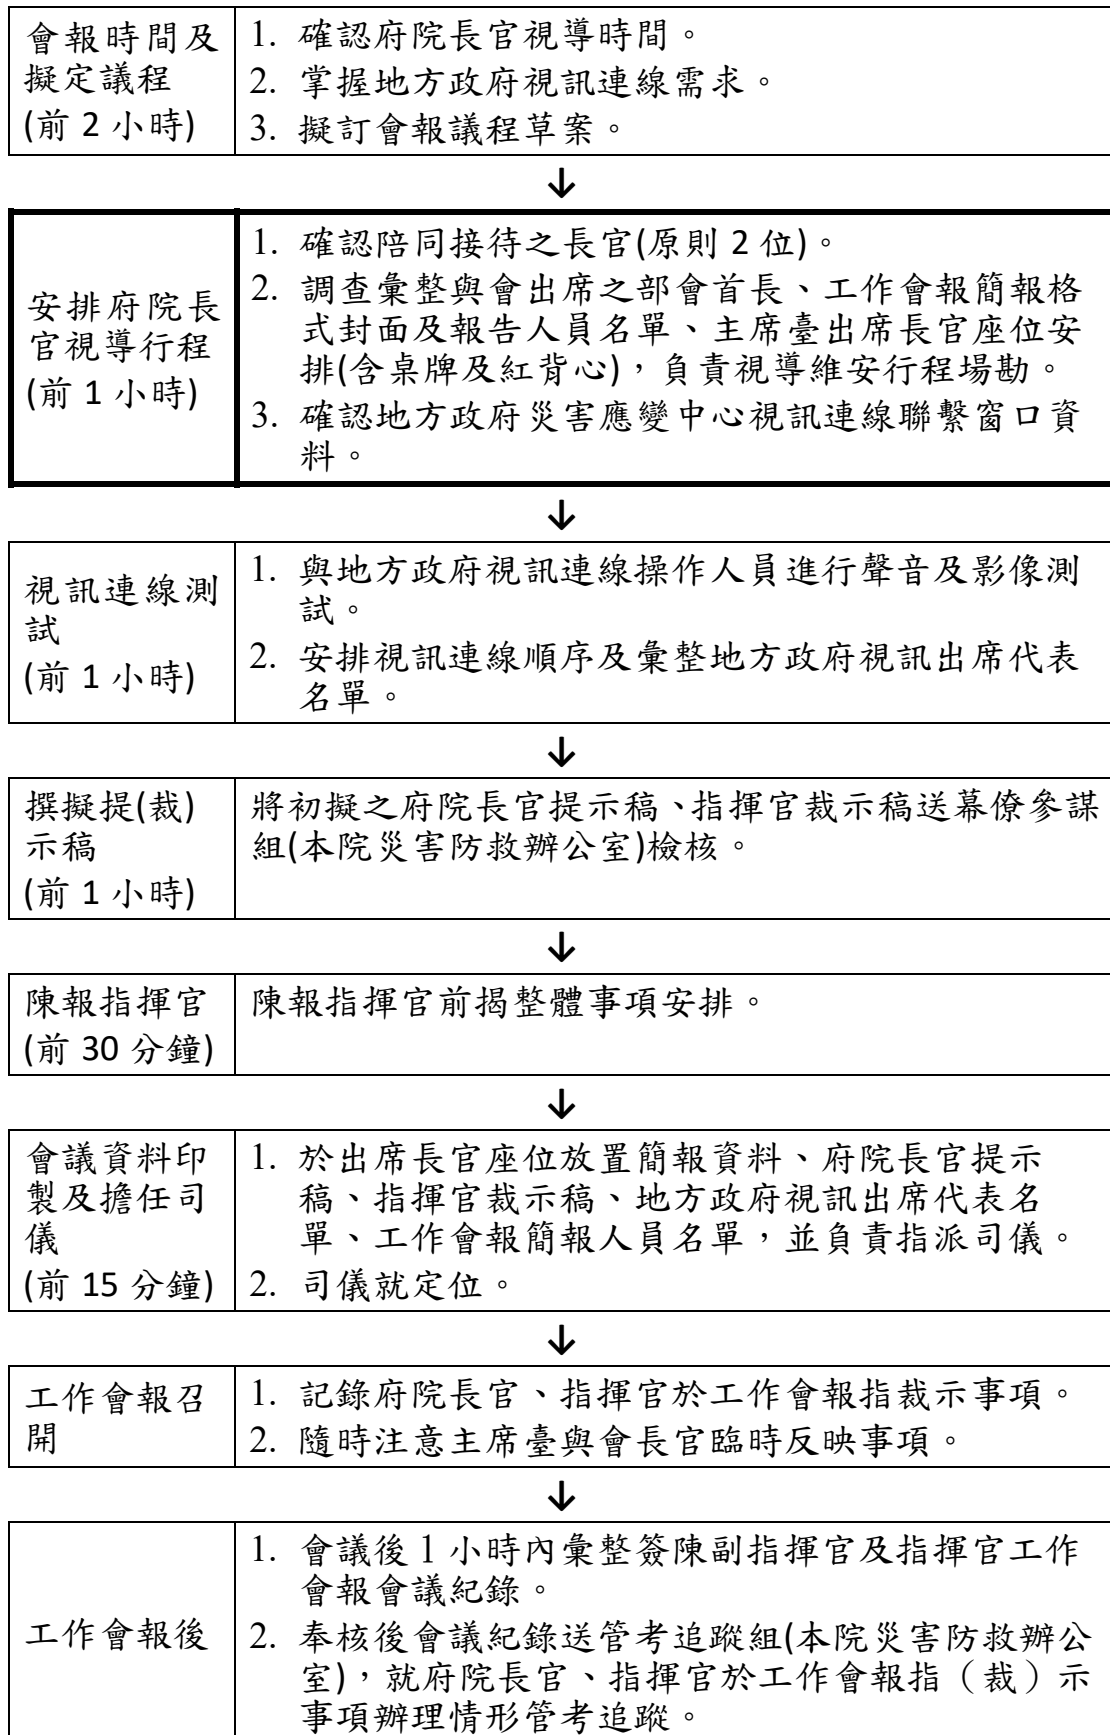 會報時間及
擬定議程
(前 2 小時)
1. 確認府院長官視導時間。
2. 掌握地方政府視訊連線需求。
3. 擬訂會報議程草案。
↓
安排府院長
官視導行程
(前 1 小時)
1. 確認陪同接待之長官(原則 2 位)。
2. 調查彙整與會出席之部會首長、工作會報簡報格
式封面及報告人員名單、主席臺出席長官座位安
排(含桌牌及紅背心)，負責視導維安行程場勘。
3. 確認地方政府災害應變中心視訊連線聯繫窗口資
料。
↓
視訊連線測
試
(前 1 小時)
1. 與地方政府視訊連線操作人員進行聲音及影像測
試。
2. 安排視訊連線順序及彙整地方政府視訊出席代表
名單。
↓
撰擬提(裁)
示稿
(前 1 小時)
將初擬之府院長官提示稿、指揮官裁示稿送幕僚參謀
組(本院災害防救辦公室)檢核。
↓
陳報指揮官
(前 30 分鐘)
陳報指揮官前揭整體事項安排。
↓
會議資料印
製及擔任司
儀
(前 15 分鐘)
1. 於出席長官座位放置簡報資料、府院長官提示
稿、指揮官裁示稿、地方政府視訊出席代表名
單、工作會報簡報人員名單，並負責指派司儀。
2. 司儀就定位。
↓
工作會報召
開
1. 記錄府院長官、指揮官於工作會報指裁示事項。
2. 隨時注意主席臺與會長官臨時反映事項。
↓
工作會報後
1. 會議後 1 小時內彙整簽陳副指揮官及指揮官工作
會報會議紀錄。
2. 奉核後會議紀錄送管考追蹤組(本院災害防救辦公
室)，就府院長官、指揮官於工作會報指（裁）示
事項辦理情形管考追蹤。